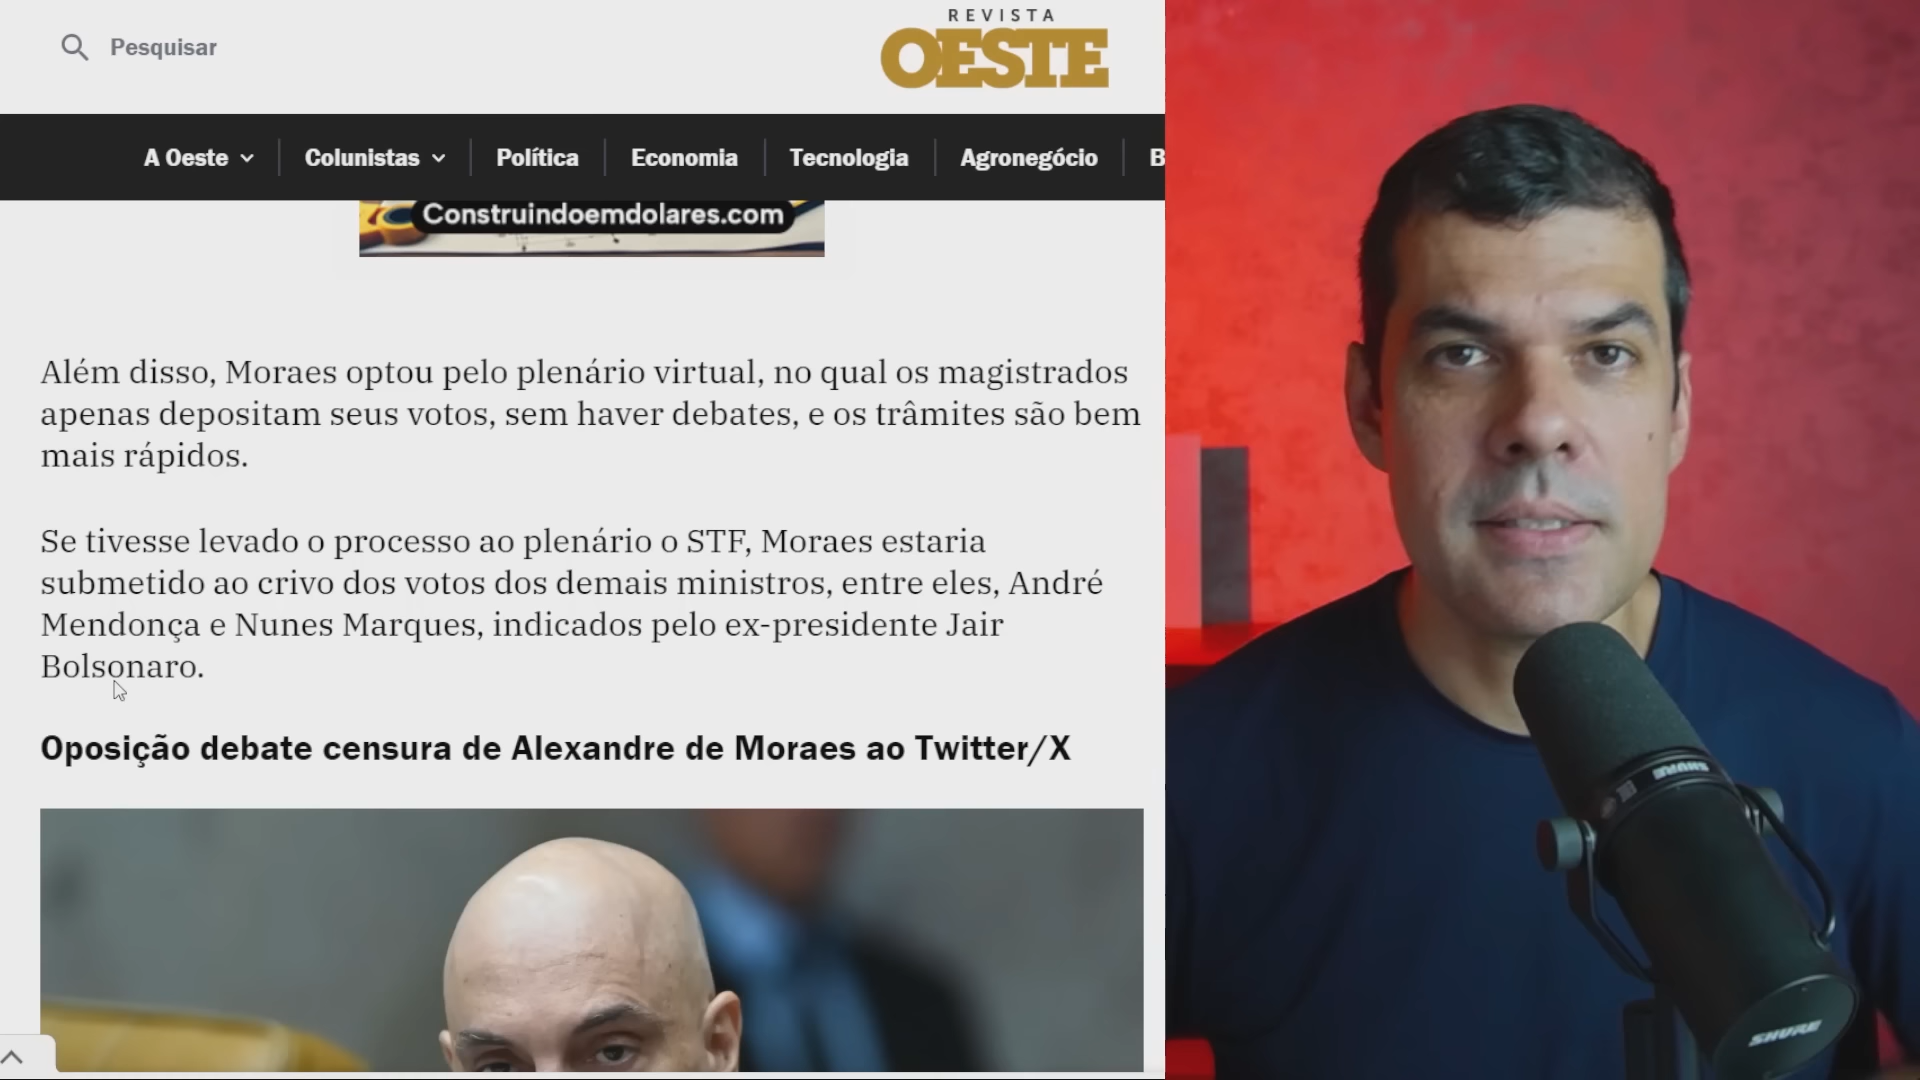 Pesquisar
REVISTA
OESTE
A Oeste
Colunistas
Política
Economia
Tecnologia
Agronegócio
B
Construindoemdolares.com
Além disso, Moraes optou pelo plenário virtual, no qual os magistrados
apenas depositam seus votos, sem haver debates, e os trâmites são bem
mais rápidos.
Se tivesse levado o processo ao plenário o STF, Moraes estaria
submetido ao crivo dos votos dos demais ministros, entre eles, André
Mendonça e Nunes Marques, indicados pelo ex-presidente Jair
Bolsonaro.
Oposição debate censura de Alexandre de Moraes ao Twitter/X
SHURE
SHURE